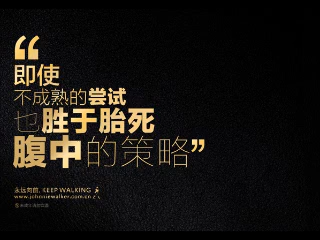 “
即使
不成熟的尝试
也胜于胎死
腹中的策略”
永远向前, KEEP WALKING
www.johnniewalker.com.cn